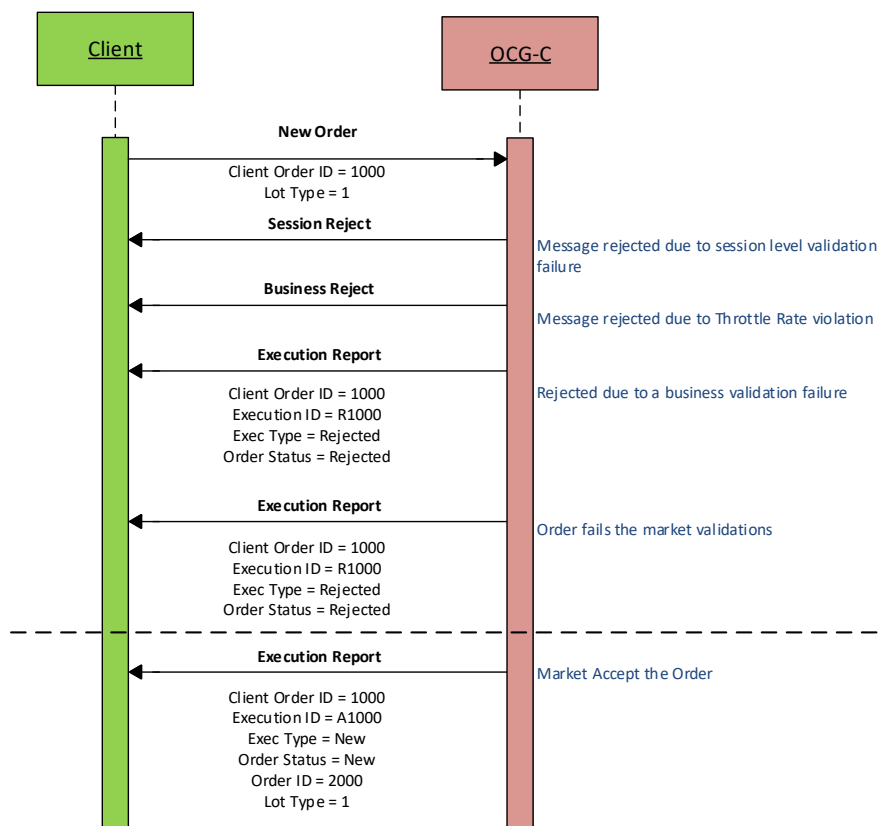 Client
OCG-C
New Order
Client Order ID = 1000
Lot Type = 1
Session Reject
Message rejected due to session level validation
failure
Business Reject
Message rejected due to Throttle Rate violation
Execution Report
Rejected due to a business validation failure
Client Order ID = 1000
Execution ID = R1000
Exec Type = Rejected
Order Status = Rejected
Execution Report
Order fails the market validations
Client Order ID = 1000
Execution ID = R1000
Exec Type = Rejected
Order Status = Rejected
Execution Report
Market Accept the Order
Client Order ID = 1000
Execution ID = A1000
Exec Type = New
Order Status = New
Order ID = 2000
Lot Type = 1